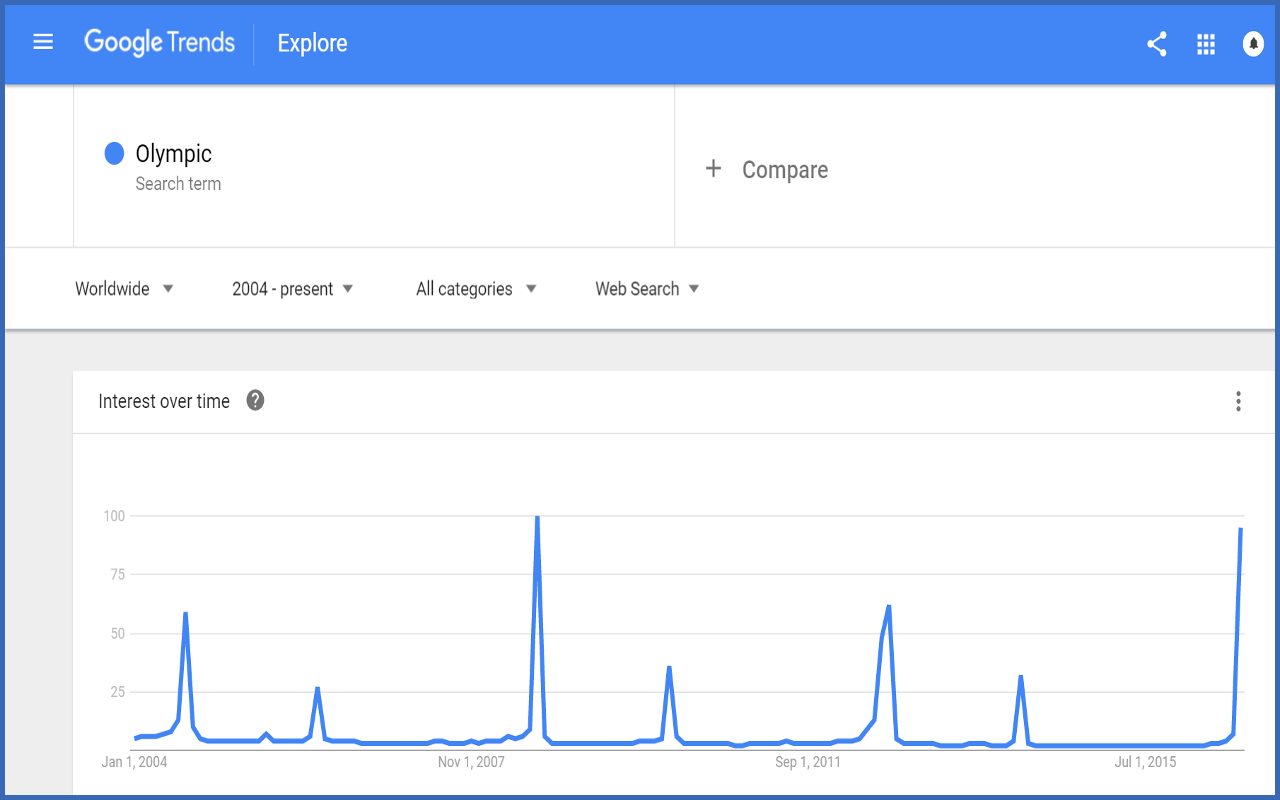 Google Trends Explore
Olympic
Search term
+ Compare
Worldwide 2004 - present All categories Web Search
Interest over time ?
100
75
50
25
Jan 1, 2004 Nov 1, 2007 Sep 1, 2011 Jul 1, 2015